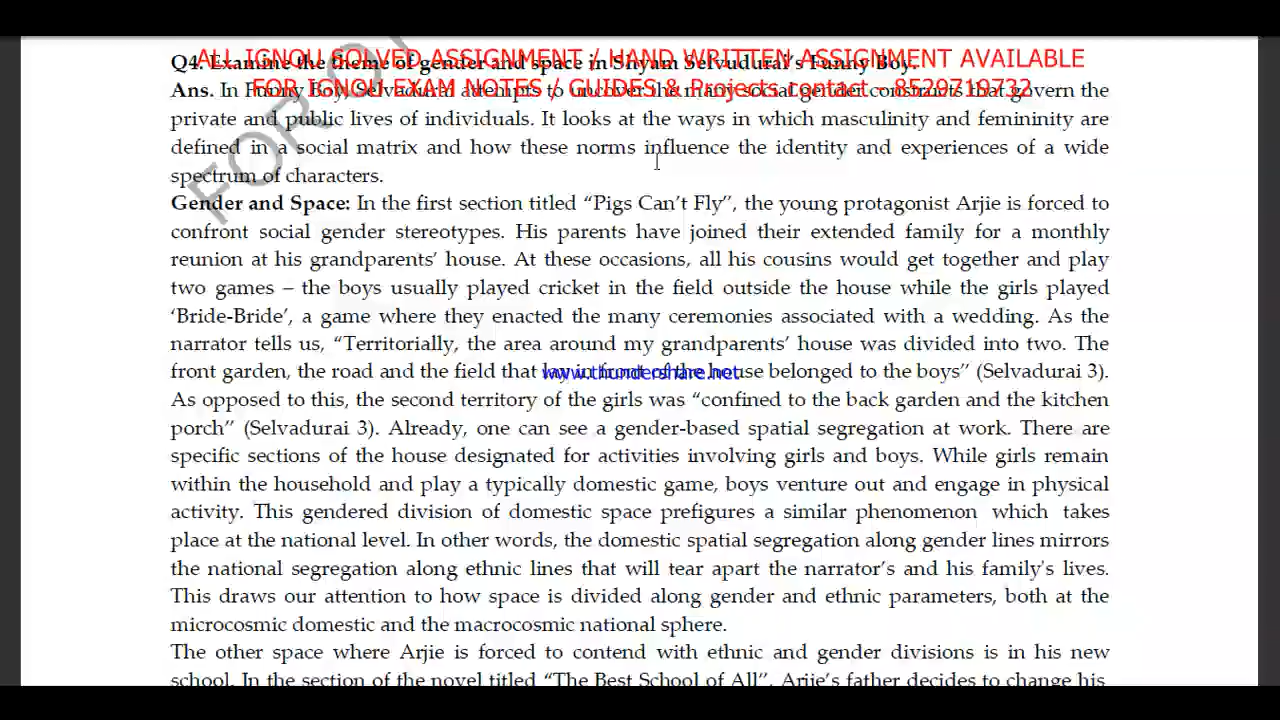 ALL IGNOU SOLVED ASSIGNMENT / HAND WRITTEN ASSIGNMENT AVAILABLE
Q4. Examine the theme of gender and space in Shyam Selvudurai's Funny Boy.
FOR IGNOU EXAM NOTES / GUIDES & Projects contact - 8529719732
Ans. In Funny Boy, Selvadurai attempts to uncover the many social gender constructs that govern the
private and public lives of individuals. It looks at the ways in which masculinity and femininity are
defined in a social matrix and how these norms influence the identity and experiences of a wide
spectrum of characters.
FOR
Gender and Space: In the first section titled “Pigs Can’t Fly”, the young protagonist Arjie is forced to
confront social gender stereotypes. His parents have joined their extended family for a monthly
reunion at his grandparents’ house. At these occasions, all his cousins would get together and play
two games – the boys usually played cricket in the field outside the house while the girls played
‘Bride-Bride’, a game where they enacted the many ceremonies associated with a wedding. As the
narrator tells us, “Territorially, the area around my grandparents’ house was divided into two. The
front garden, the road and the field that lay in front of the house belonged to the boys” (Selvadurai 3).
www.thundershare.net
As opposed to this, the second territory of the girls was “confined to the back garden and the kitchen
porch” (Selvadurai 3). Already, one can see a gender-based spatial segregation at work. There are
specific sections of the house designated for activities involving girls and boys. While girls remain
within the household and play a typically domestic game, boys venture out and engage in physical
activity. This gendered division of domestic space prefigures a similar phenomenon which takes
place at the national level. In other words, the domestic spatial segregation along gender lines mirrors
the national segregation along ethnic lines that will tear apart the narrator’s and his family's lives.
This draws our attention to how space is divided along gender and ethnic parameters, both at the
microcosmic domestic and the macrocosmic national sphere.
The other space where Arjie is forced to contend with ethnic and gender divisions is in his new
school. In the section of the novel titled “The Best School of All”, Arjie’s father decides to change his